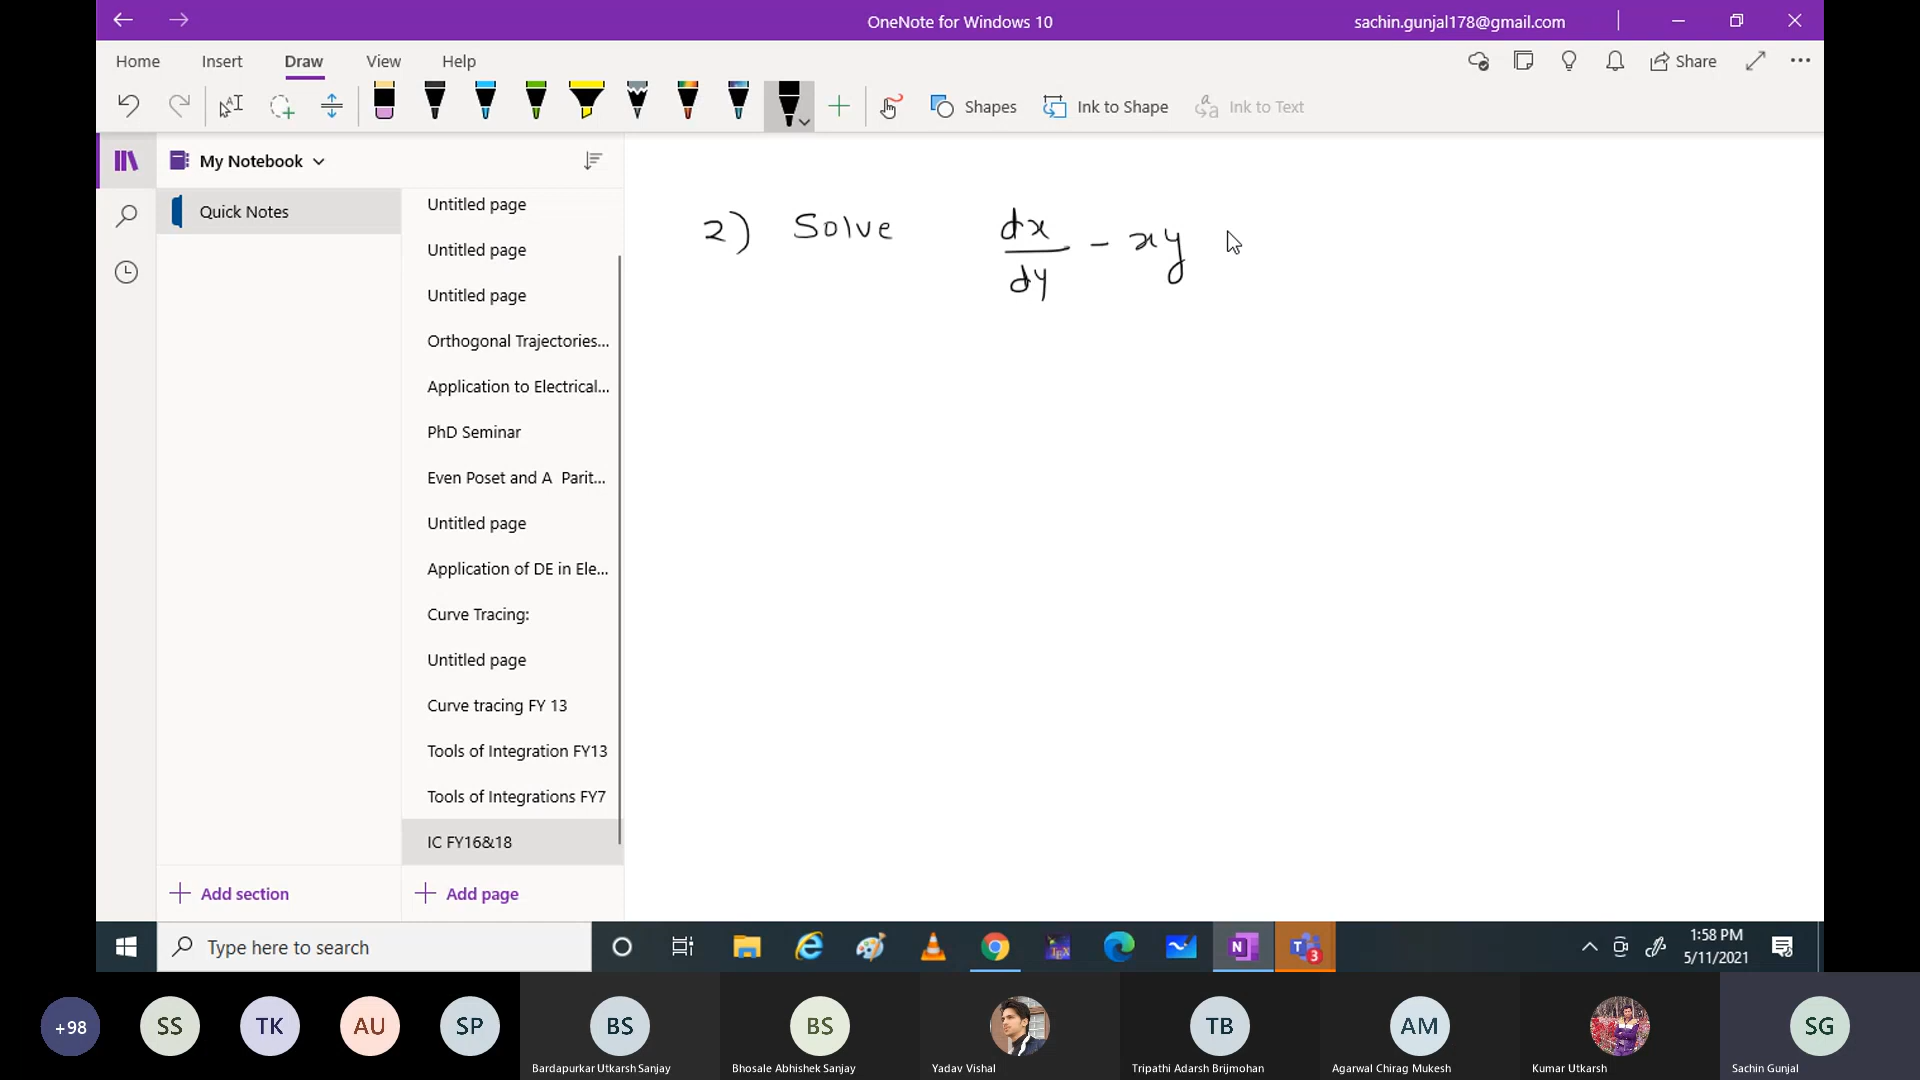 OneNote for Windows 10
sachin.gunjal178@gmail.com
Home Insert Draw View Help
Share
Shapes Ink to Shape Ink to Text
My Notebook
Quick Notes
Untitled page
Untitled page
Untitled page
Orthogonal Trajectories...
Application to Electrical...
PhD Seminar
Even Poset and A Parit...
Untitled page
Application of DE in Ele...
Curve Tracing:
Untitled page
Curve tracing FY 13
Tools of Integration FY13
Tools of Integrations FY7
IC FY16&18
Add section
Add page
2) Solve dx/dy - xy
Type here to search
N
T
3
1:58 PM
5/11/2021
+98 SS TK AU SP BS BS TB AM SG
Bardapurkar Utkarsh Sanjay Bhosale Abhishek Sanjay Yadav Vishal Tripathi Adarsh Brijmohan Agarwal Chirag Mukesh Kumar Utkarsh Sachin Gunjal